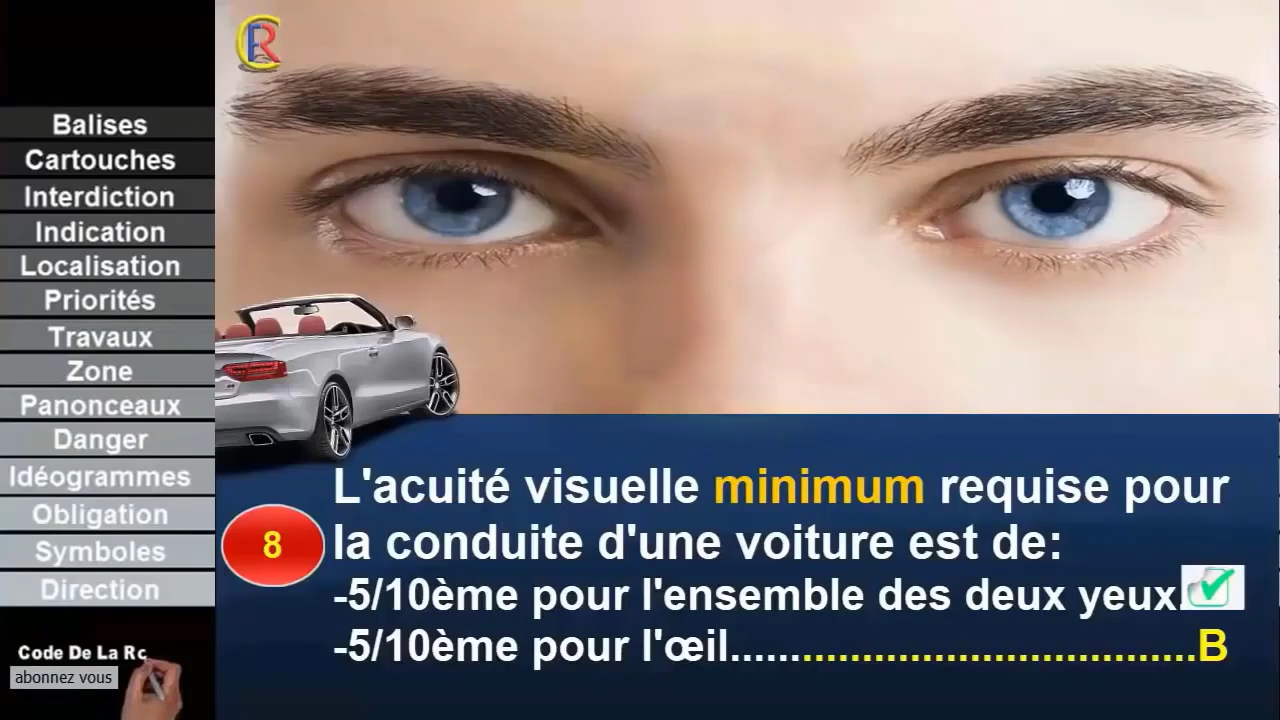 Balises
Cartouches
Interdiction
Indication
Localisation
Priorités
Travaux
Zone
Panonceaux
Danger
Idéogrammes
Obligation
Symboles
Direction
Code De La Rc
abonnez vous
CFR
8
L'acuité visuelle minimum requise pour
la conduite d'une voiture est de:
-5/10ème pour l'ensemble des deux yeux.
-5/10ème pour l'œil.......................................B